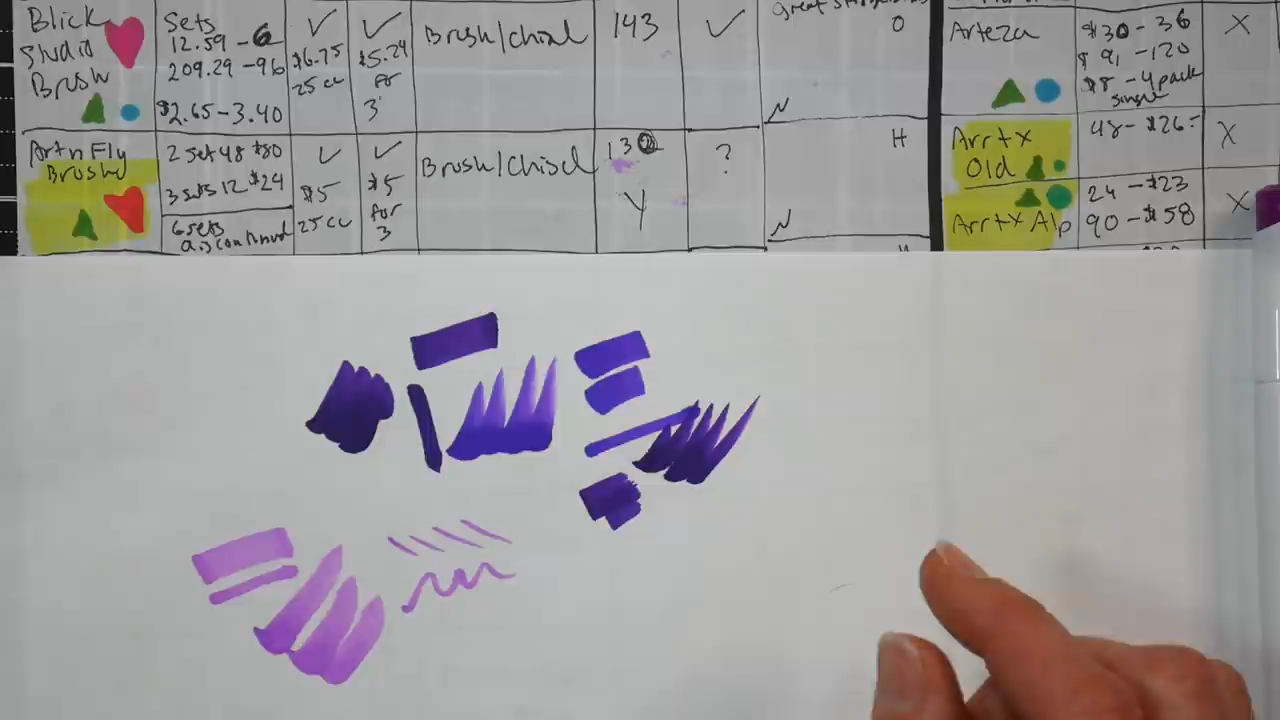 Blick
Studio
Brush
Sets
12.59 - 6
209.29 - 96
$2.65 - 3.40
✓
$6.75
25 cc
✓
$5.24
for
3
Brush/chisel
143
✓
0
Art n Fly
Brush
2 set 48 $80
3 sets 12 $24
6 sets
discontinued
✓
$5
25 cc
✓
$5
for
3
Brush/Chisel
130
Y
?
H
Arteza
$30 - 36
$91 - 120
$8 - 4 pack
single
X
Arrtx
Old
48 - $26
X
Arrtx Alp
24 - $23
90 - $58
X